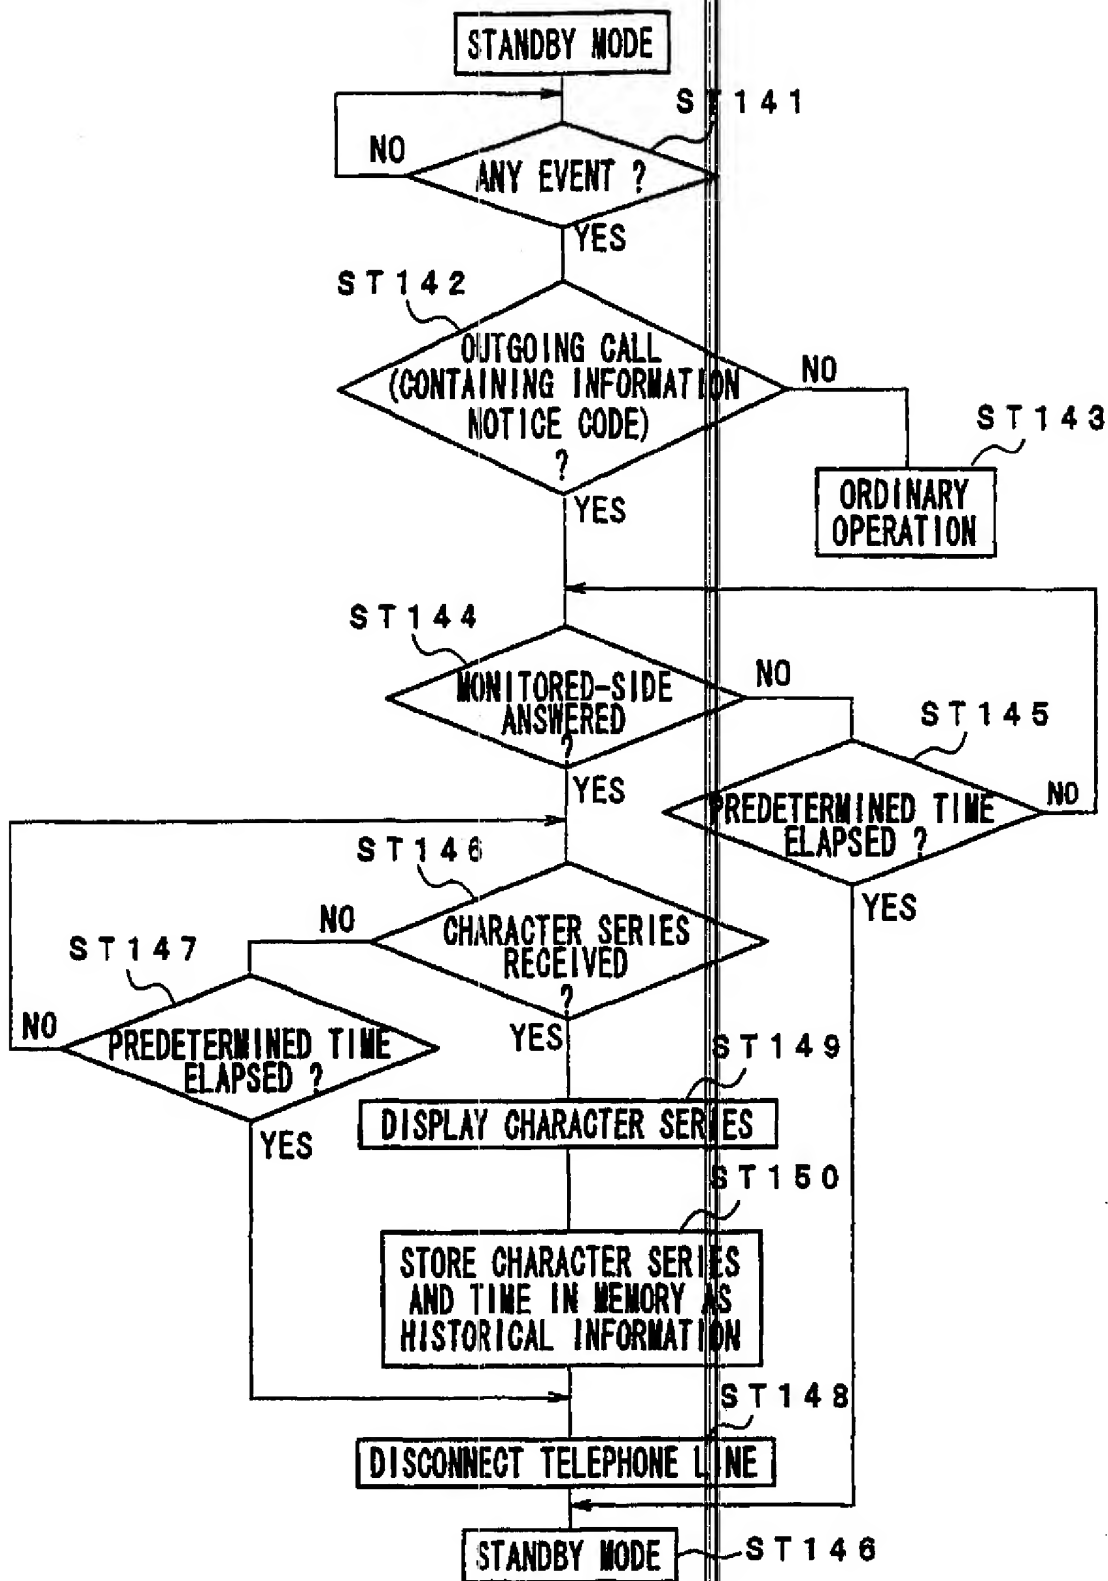 STANDBY MODE
ST141
NO
ANY EVENT ?
YES
ST142
OUTGOING CALL
(CONTAINING INFORMATION
NOTICE CODE)
?
NO
ST143
ORDINARY
OPERATION
YES
ST144
MONITORED-SIDE
ANSWERED
?
NO
ST145
PREDETERMINED TIME
ELAPSED ?
NO
YES
YES
ST146
CHARACTER SERIES
RECEIVED
?
NO
ST147
PREDETERMINED TIME
ELAPSED ?
NO
YES
YES
ST149
DISPLAY CHARACTER SERIES
ST150
STORE CHARACTER SERIES
AND TIME IN MEMORY AS
HISTORICAL INFORMATION
ST148
DISCONNECT TELEPHONE LINE
STANDBY MODE
ST146